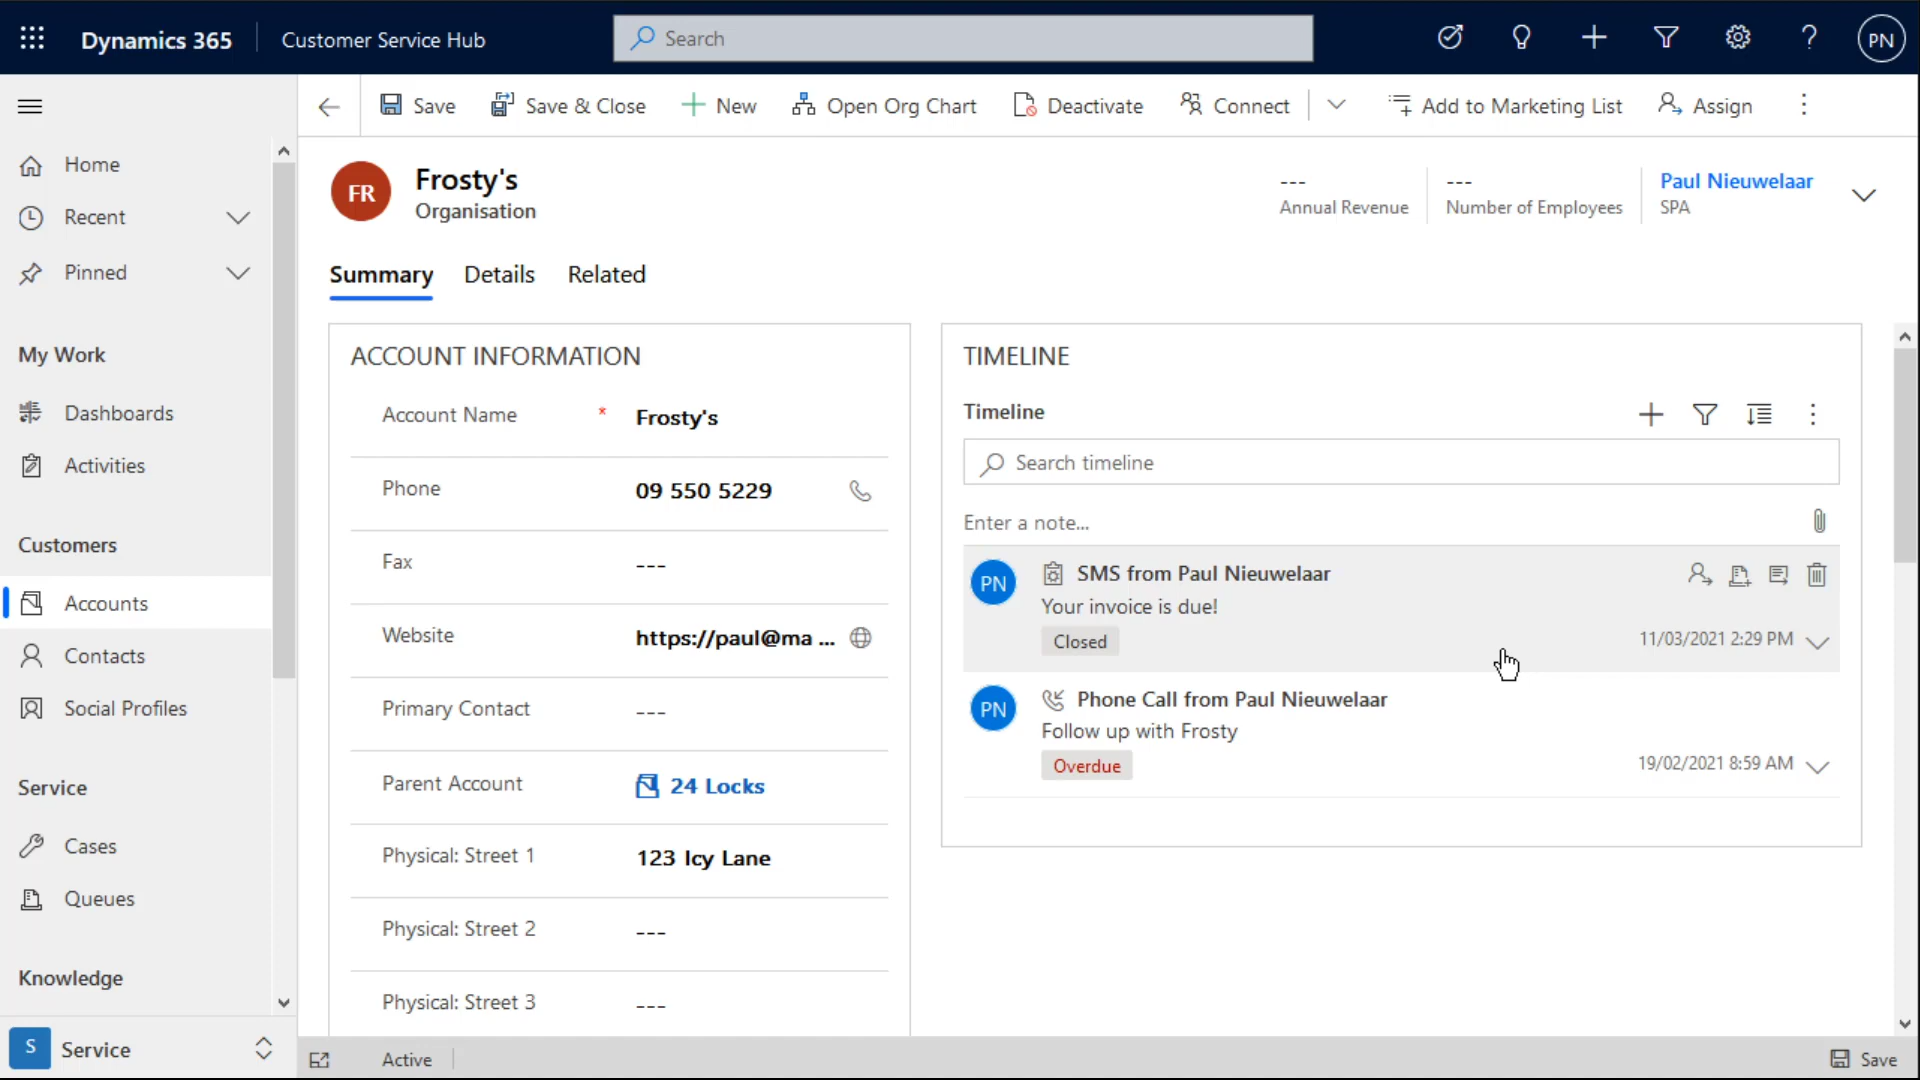 Dynamics 365
Customer Service Hub
Search
PN
Save
Save & Close
New
Open Org Chart
Deactivate
Connect
Add to Marketing List
Assign
Home
Recent
Pinned
My Work
Dashboards
Activities
Customers
Accounts
Contacts
Social Profiles
Service
Cases
Queues
Knowledge
S
Service
FR
Frosty's
Organisation
---
Annual Revenue
---
Number of Employees
Paul Nieuwelaar
SPA
Summary
Details
Related
ACCOUNT INFORMATION
Account Name * Frosty's
Phone 09 550 5229
Fax ---
Website https://paul@ma ...
Primary Contact ---
Parent Account 24 Locks
Physical: Street 1 123 Icy Lane
Physical: Street 2 ---
Physical: Street 3 ---
TIMELINE
Timeline
Search timeline
Enter a note...
PN
SMS from Paul Nieuwelaar
Your invoice is due!
Closed
11/03/2021 2:29 PM
PN
Phone Call from Paul Nieuwelaar
Follow up with Frosty
Overdue
19/02/2021 8:59 AM
Active
Save